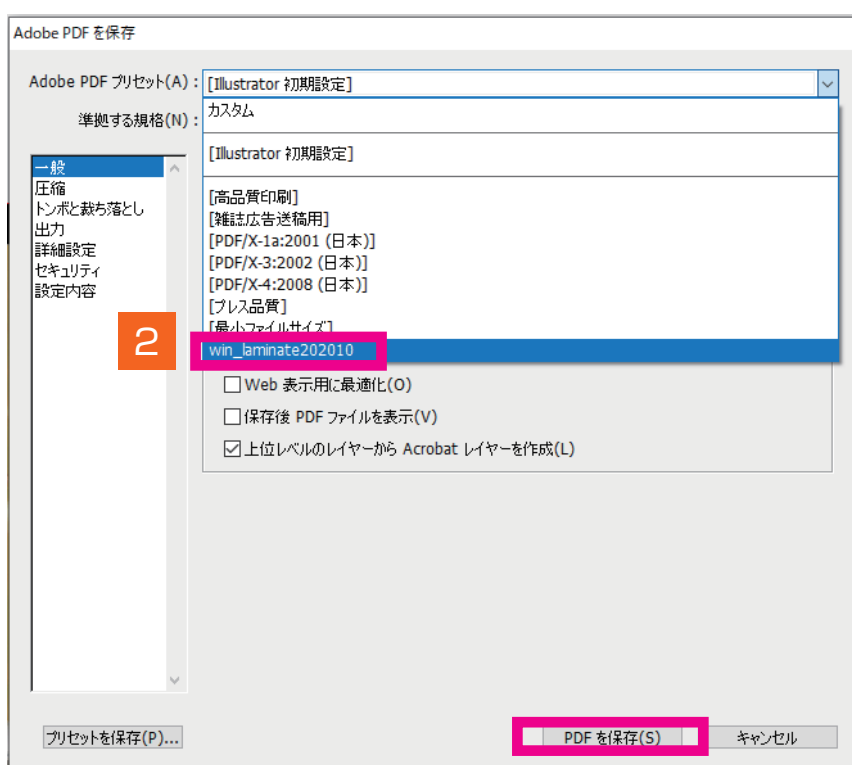 Adobe PDF を保存
Adobe PDF プリセット(A) : [Illustrator 初期設定]
準拠する規格(N) :
カスタム
[Illustrator 初期設定]
[高品質印刷]
[雑誌広告送稿用]
[PDF/X-1a:2001 (日本)]
[PDF/X-3:2002 (日本)]
[PDF/X-4:2008 (日本)]
[プレス品質]
[最小ファイルサイズ]
win_laminate202010
一般
圧縮
トンボと裁ち落とし
出力
詳細設定
セキュリティ
設定内容
2
Web 表示用に最適化(O)
保存後 PDF ファイルを表示(V)
上位レベルのレイヤーから Acrobat レイヤーを作成(L)
プリセットを保存(P)...
PDF を保存(S)
キャンセル